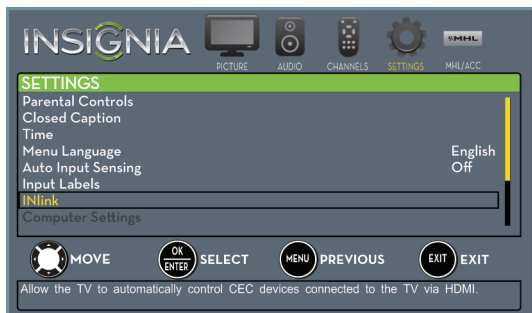 INSIGNIA
PICTURE AUDIO CHANNELS SETTINGS MHL MHL/ACC
SETTINGS
Parental Controls
Closed Caption
Time
Menu Language English
Auto Input Sensing Off
Input Labels
INlink
Computer Settings
MOVE OK ENTER SELECT MENU PREVIOUS EXIT EXIT
Allow the TV to automatically control CEC devices connected to the TV via HDMI.